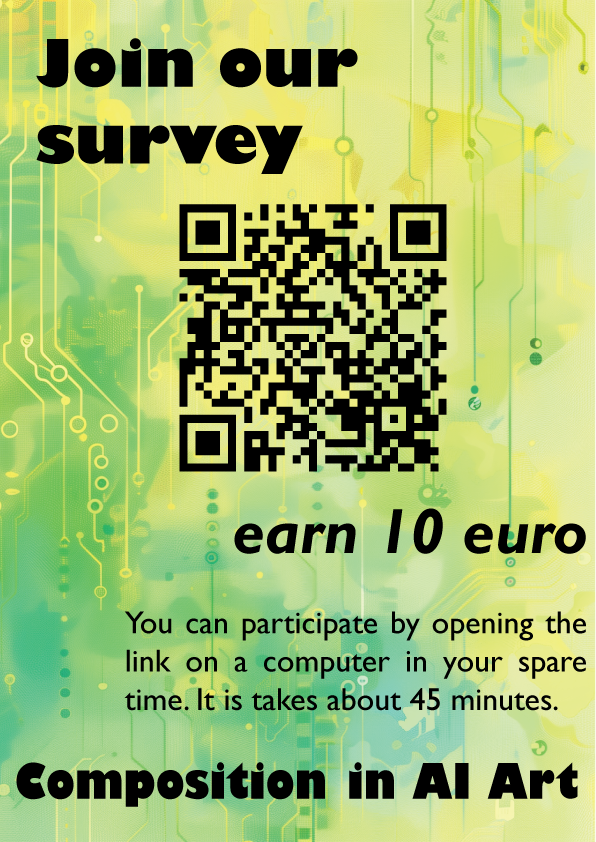 Join our
survey
earn 10 euro
You can participate by opening the
link on a computer in your spare
time. It is takes about 45 minutes.
Composition in AI Art